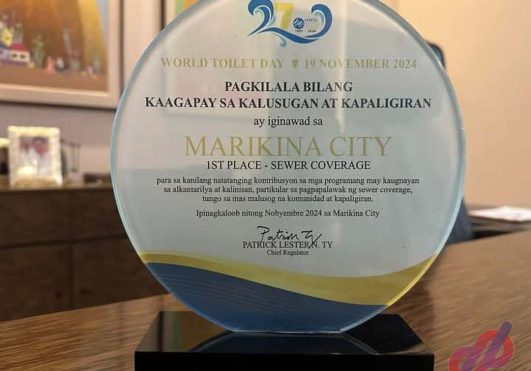 WORLD TOILET DAY 19 NOVEMBER 2024
PAGKILALA BILANG
KAAGAPAY SA KALUSUGAN AT KAPALIGIRAN
ay iginawad sa
MARIKINA CITY
1ST PLACE - SEWER COVERAGE
para sa kanilang natatanging kontribusyon sa mga programang may kaugnayan
sa alkantarilya at kalinisan, partikular sa pagpapalawak ng sewer coverage,
tungo sa mas malusog na komunidad at kapaligiran.
Ipinagkaloob nitong Nobyembre 2024 sa Marikina City
PATRICK LESTER N. TY
Chief Regulator